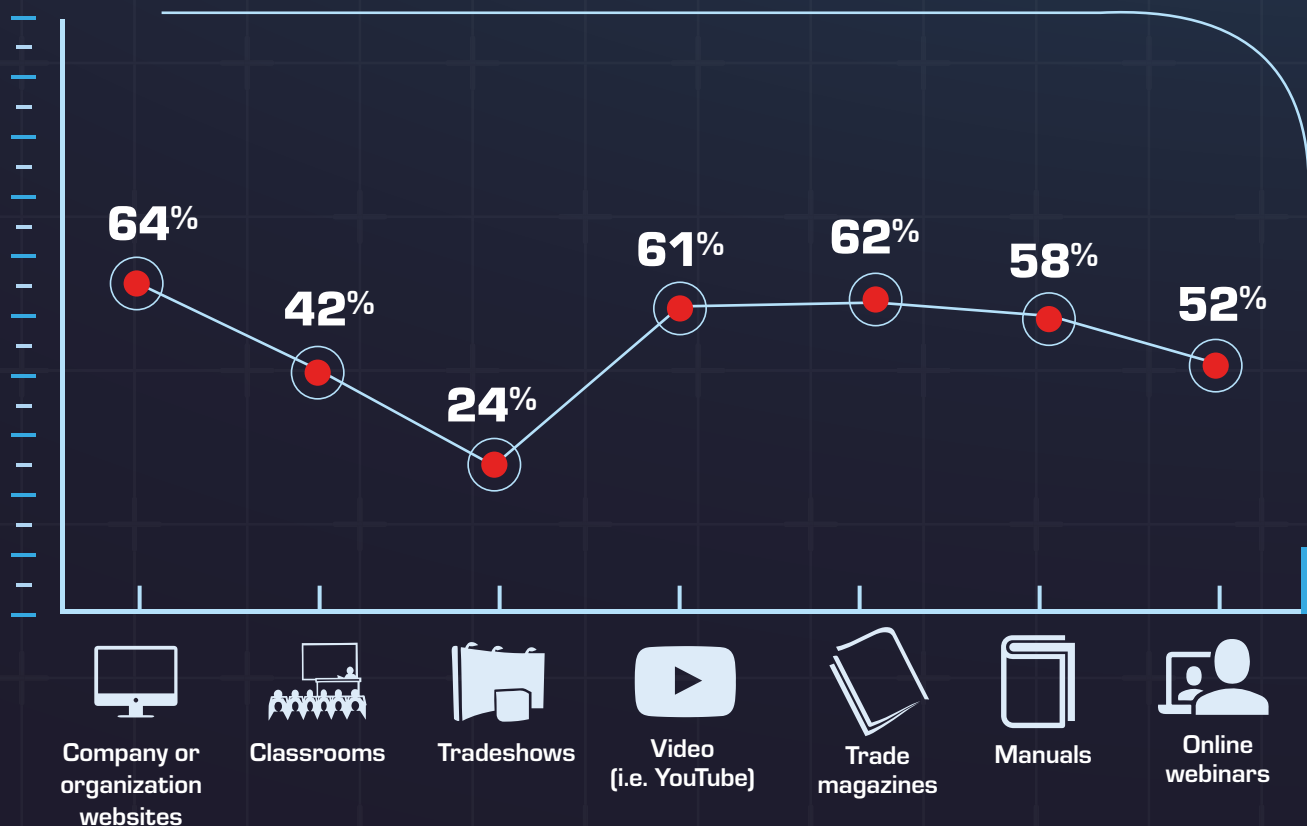 64%
42%
24%
61%
62%
58%
52%
Company or
organization
websites
Classrooms
Tradeshows
Video
(i.e. YouTube)
Trade
magazines
Manuals
Online
webinars